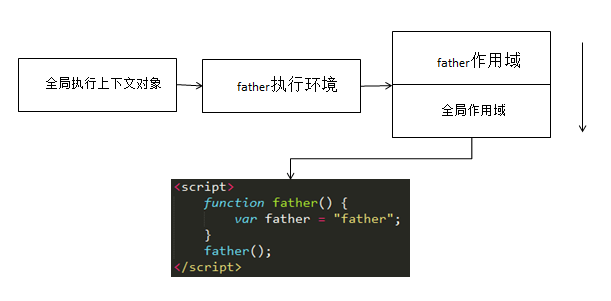 全局执行上下文对象
father执行环境
father作用域
全局作用域
<script>
function father() {
var father = "father";
}
father();
</script>